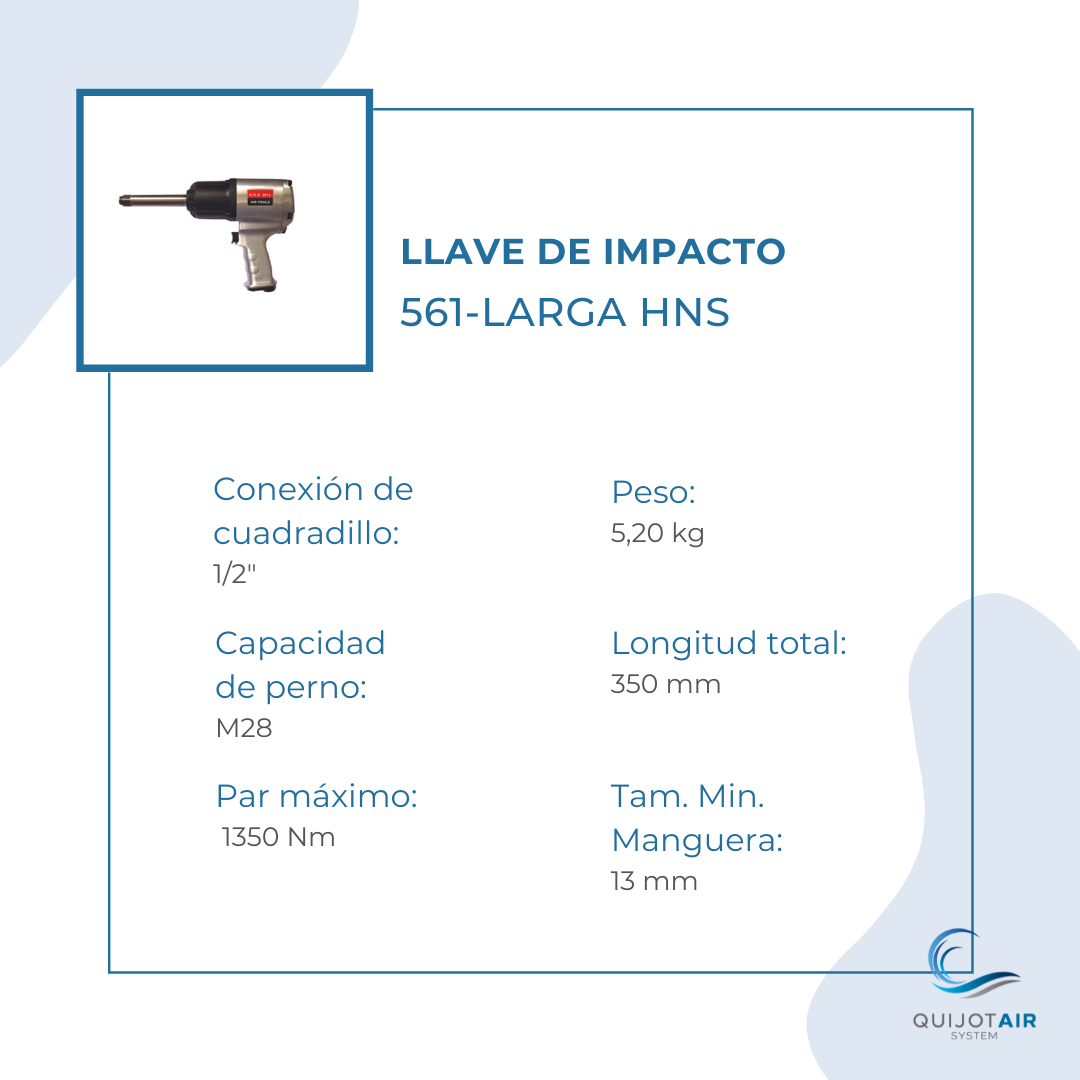 LLAVE DE IMPACTO
561-LARGA HNS
Conexión de
cuadradillo:
1/2"
Capacidad
de perno:
M28
Par máximo:
1350 Nm
Peso:
5,20 kg
Longitud total:
350 mm
Tam. Min.
Manguera:
13 mm
QUIJOTAIR
SYSTEM